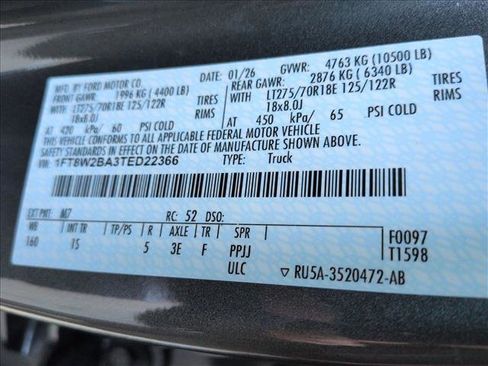 MFD. BY FORD MOTOR CO.
DATE: 01/26 GVWR: 4763 KG (10500 LB)
FRONT GAWR: 1996 KG (4400 LB) REAR GAWR: 2876 KG (6340 LB)
WITH LT275/70R18E 125/122R TIRES WITH LT275/70R18E 125/122R TIRES
18x8.0J RIMS 18x8.0J RIMS
AT 420 kPa/ 60 PSI COLD AT 450 kPa/ 65 PSI COLD
THIS VEHICLE CONFORMS TO ALL APPLICABLE FEDERAL MOTOR VEHICLE
SAFETY STANDARDS IN EFFECT ON THE DATE OF MANUFACTURE SHOWN ABOVE.
VIN: 1FT8W2BA3TED22366 TYPE: Truck
EXT PNT: M7 RC: 52 DSO:
WB INT TR TP/PS R AXLE TR SPR
160 1S 5 3E F PPJJ
ULC
F0097
T1598
▽ RU5A-3520472-AB